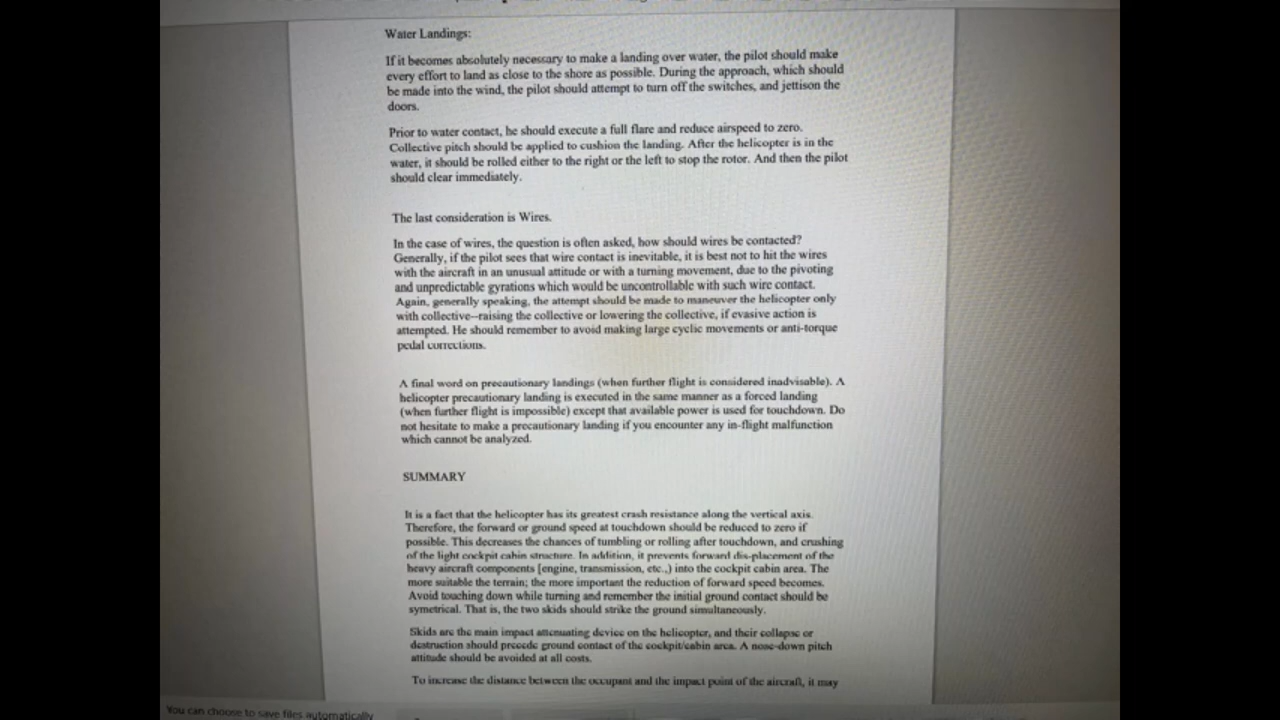 Water Landings:
If it becomes absolutely necessary to make a landing over water, the pilot should make
every effort to land as close to the shore as possible. During the approach, which should
be made into the wind, the pilot should attempt to turn off the switches, and jettison the
doors.
Prior to water contact, he should execute a full flare and reduce airspeed to zero.
Collective pitch should be applied to cushion the landing. After the helicopter is in the
water, it should be rolled either to the right or the left to stop the rotor. And then the pilot
should clear immediately.
The last consideration is Wires.
In the case of wires, the question is often asked, how should wires be contacted?
Generally, if the pilot sees that wire contact is inevitable, it is best not to hit the wires
with the aircraft in an unusual attitude or with a turning movement, due to the pivoting
and unpredictable gyrations which would be uncontrollable with such wire contact.
Again, generally speaking, the attempt should be made to maneuver the helicopter only
with collective--raising the collective or lowering the collective, if evasive action is
attempted. He should remember to avoid making large cyclic movements or anti-torque
pedal corrections.
A final word on precautionary landings (when further flight is considered inadvisable). A
helicopter precautionary landing is executed in the same manner as a forced landing
(when further flight is impossible) except that available power is used for touchdown. Do
not hesitate to make a precautionary landing if you encounter any in-flight malfunction
which cannot be analyzed.
SUMMARY
It is a fact that the helicopter has its greatest crash resistance along the vertical axis.
Therefore, the forward or ground speed at touchdown should be reduced to zero if
possible. This decreases the chances of tumbling or rolling after touchdown, and crushing
of the light cockpit cabin structure. In addition, it prevents forward dis-placement of the
heavy aircraft components [engine, transmission, etc.,) into the cockpit cabin area. The
more suitable the terrain; the more important the reduction of forward speed becomes.
Avoid touching down while turning and remember the initial ground contact should be
symetrical. That is, the two skids should strike the ground simultaneously.
Skids are the main impact attenuating device on the helicopter, and their collapse or
destruction should precede ground contact of the cockpit/cabin area. A nose-down pitch
attitude should be avoided at all costs.
To increase the distance between the occupant and the impact point of the aircraft, it may
You can choose to save files automatically